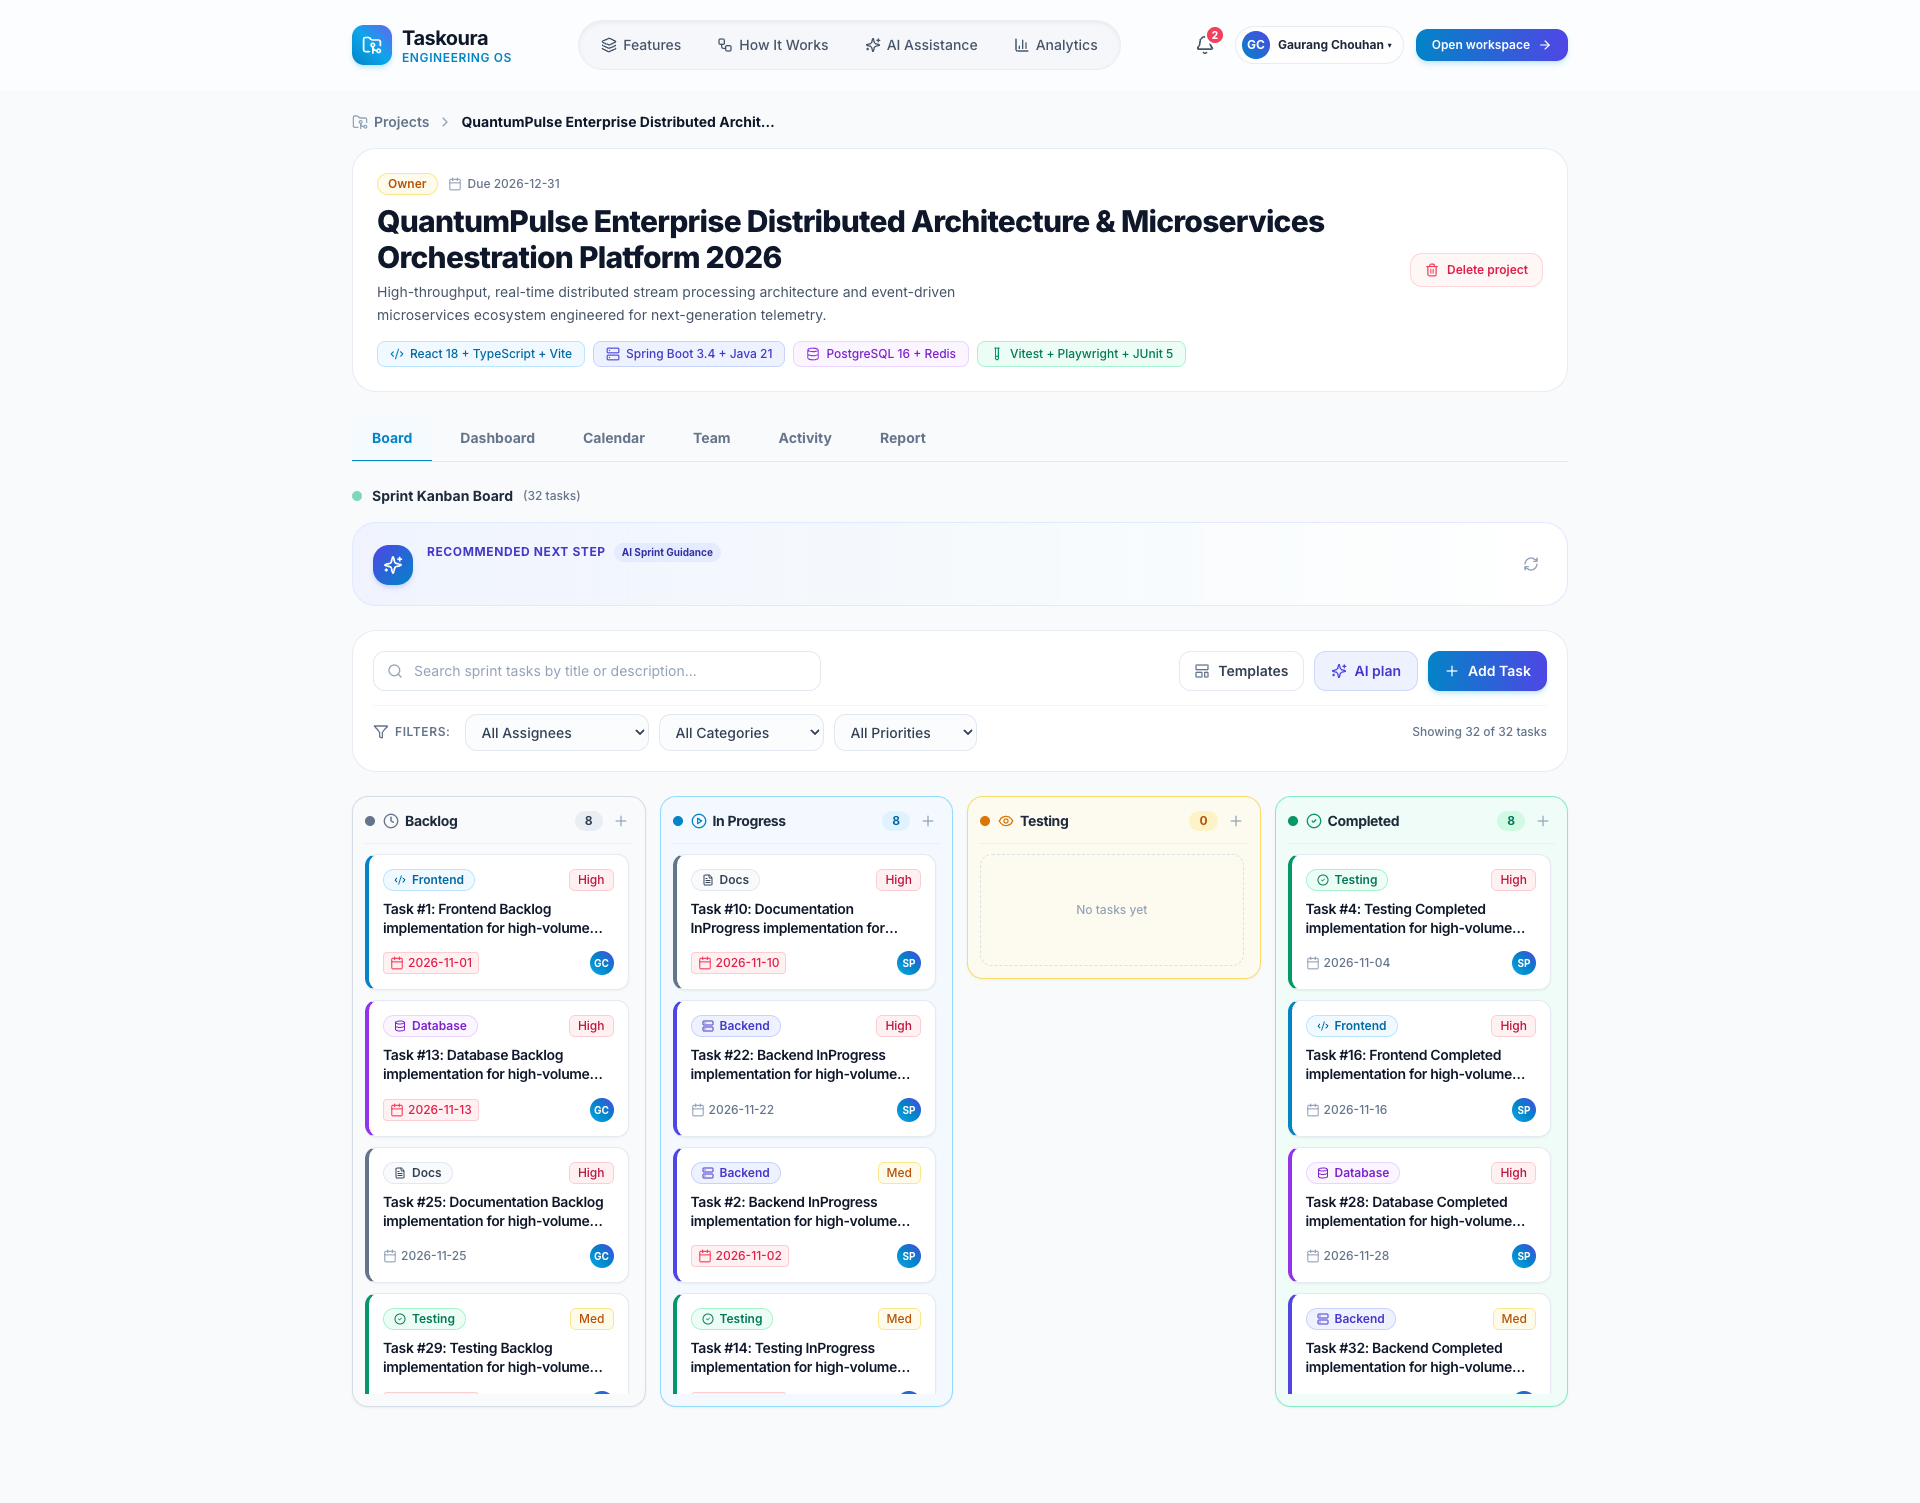 Taskoura
ENGINEERING OS
Features
How It Works
AI Assistance
Analytics
2
GC
Gaurang Chouhan
Open workspace
Projects
QuantumPulse Enterprise Distributed Archit...
Owner
Due 2026-12-31
QuantumPulse Enterprise Distributed Architecture & Microservices
Orchestration Platform 2026
High-throughput, real-time distributed stream processing architecture and event-driven
microservices ecosystem engineered for next-generation telemetry.
Delete project
React 18 + TypeScript + Vite
Spring Boot 3.4 + Java 21
PostgreSQL 16 + Redis
Vitest + Playwright + JUnit 5
Board
Dashboard
Calendar
Team
Activity
Report
Sprint Kanban Board
(32 tasks)
RECOMMENDED NEXT STEP
AI Sprint Guidance
Search sprint tasks by title or description...
Templates
AI plan
Add Task
FILTERS:
All Assignees
All Categories
All Priorities
Showing 32 of 32 tasks
Backlog
8
Frontend
High
Task #1: Frontend Backlog
implementation for high-volume...
2026-11-01
GC
Database
High
Task #13: Database Backlog
implementation for high-volume...
2026-11-13
GC
Docs
High
Task #25: Documentation Backlog
implementation for high-volume...
2026-11-25
GC
Testing
Med
Task #29: Testing Backlog
implementation for high-volume...
In Progress
8
Docs
High
Task #10: Documentation
InProgress implementation for...
2026-11-10
SP
Backend
High
Task #22: Backend InProgress
implementation for high-volume...
2026-11-22
SP
Backend
Med
Task #2: Backend InProgress
implementation for high-volume...
2026-11-02
SP
Testing
Med
Task #14: Testing InProgress
implementation for high-volume...
Testing
0
No tasks yet
Completed
8
Testing
High
Task #4: Testing Completed
implementation for high-volume...
2026-11-04
SP
Frontend
High
Task #16: Frontend Completed
implementation for high-volume...
2026-11-16
SP
Database
High
Task #28: Database Completed
implementation for high-volume...
2026-11-28
SP
Backend
Med
Task #32: Backend Completed
implementation for high-volume...